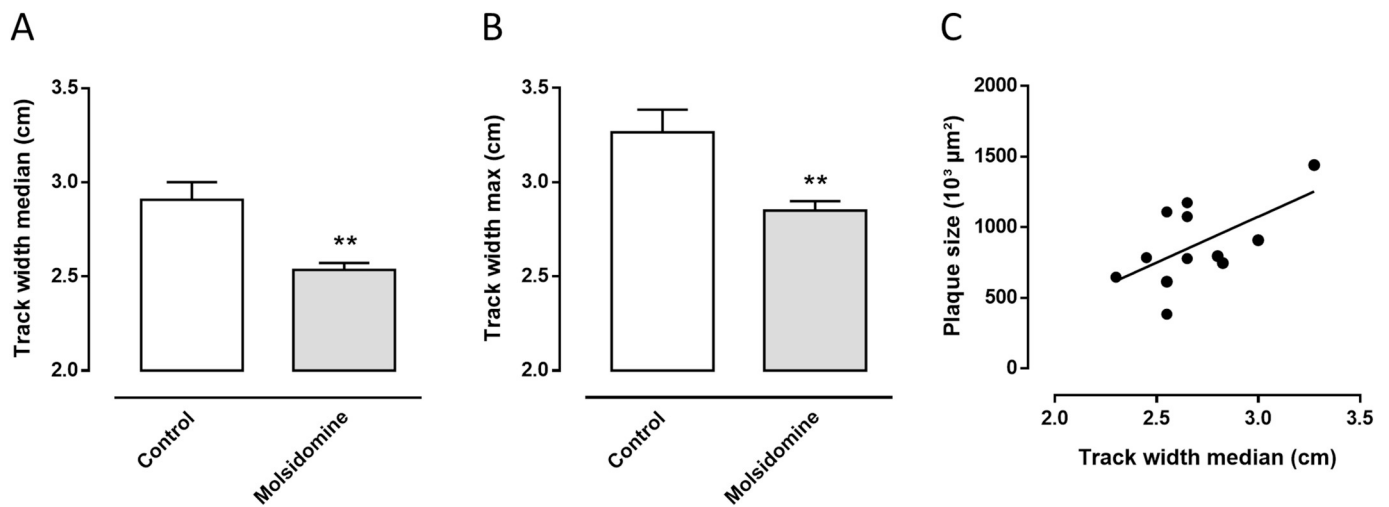 A
Track width median (cm)
3.5
3.0
2.5
2.0
**
Control
Molsidomine
B
Track width max (cm)
3.5
3.0
2.5
2.0
**
Control
Molsidomine
C
Plaque size (10³ µm²)
2000
1500
1000
500
0
2.0 2.5 3.0 3.5
Track width median (cm)